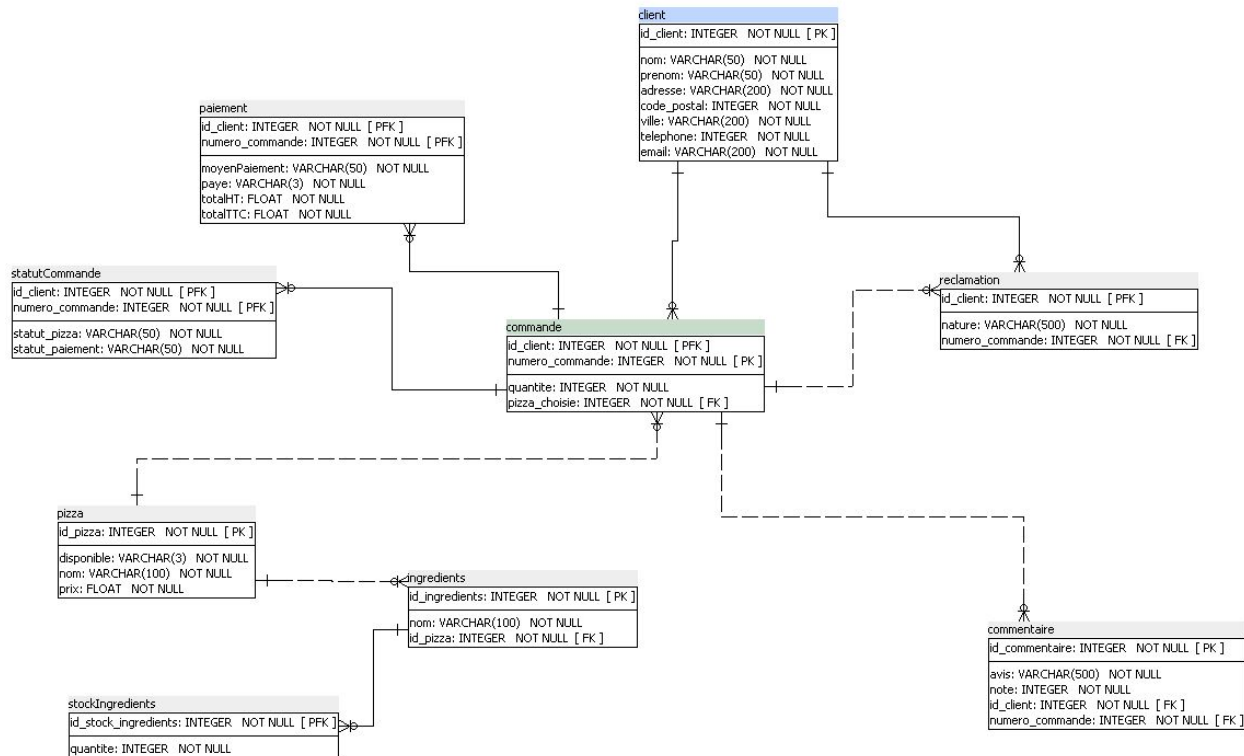 client
id_client: INTEGER NOT NULL [ PK ]
nom: VARCHAR(50) NOT NULL
prenom: VARCHAR(50) NOT NULL
adresse: VARCHAR(200) NOT NULL
code_postal: INTEGER NOT NULL
ville: VARCHAR(200) NOT NULL
telephone: INTEGER NOT NULL
email: VARCHAR(200) NOT NULL
paiement
id_client: INTEGER NOT NULL [ PFK ]
numero_commande: INTEGER NOT NULL [ PFK ]
moyenPaiement: VARCHAR(50) NOT NULL
paye: VARCHAR(3) NOT NULL
totalHT: FLOAT NOT NULL
totalTTC: FLOAT NOT NULL
statutCommande
id_client: INTEGER NOT NULL [ PFK ]
numero_commande: INTEGER NOT NULL [ PFK ]
statut_pizza: VARCHAR(50) NOT NULL
statut_paiement: VARCHAR(50) NOT NULL
reclamation
id_client: INTEGER NOT NULL [ PFK ]
nature: VARCHAR(500) NOT NULL
numero_commande: INTEGER NOT NULL [ FK ]
commande
id_client: INTEGER NOT NULL [ PFK ]
numero_commande: INTEGER NOT NULL [ PK ]
quantite: INTEGER NOT NULL
pizza_choisie: INTEGER NOT NULL [ FK ]
pizza
id_pizza: INTEGER NOT NULL [ PK ]
disponible: VARCHAR(3) NOT NULL
nom: VARCHAR(100) NOT NULL
prix: FLOAT NOT NULL
ingredients
id_ingredients: INTEGER NOT NULL [ PK ]
nom: VARCHAR(100) NOT NULL
id_pizza: INTEGER NOT NULL [ FK ]
commentaire
id_commentaire: INTEGER NOT NULL [ PK ]
avis: VARCHAR(500) NOT NULL
note: INTEGER NOT NULL
id_client: INTEGER NOT NULL [ FK ]
numero_commande: INTEGER NOT NULL [ FK ]
stockIngredients
id_stock_ingredients: INTEGER NOT NULL [ PFK ]
quantite: INTEGER NOT NULL